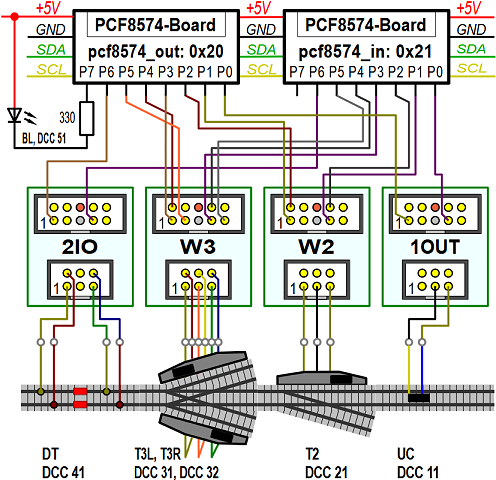 +5V PCF8574-Board +5V PCF8574-Board +5V
GND GND GND
SDA pcf8574_out: 0x20 SDA pcf8574_in: 0x21 SDA
SCL SCL SCL
P7 P6 P5 P4 P3 P2 P1 P0 P7 P6 P5 P4 P3 P2 P1 P0
330
BL, DCC 51
1 1 1 1
2IO W3 W2 1OUT
1 1 1 1
DT T3L, T3R T2 UC
DCC 41 DCC 31, DCC 32 DCC 21 DCC 11